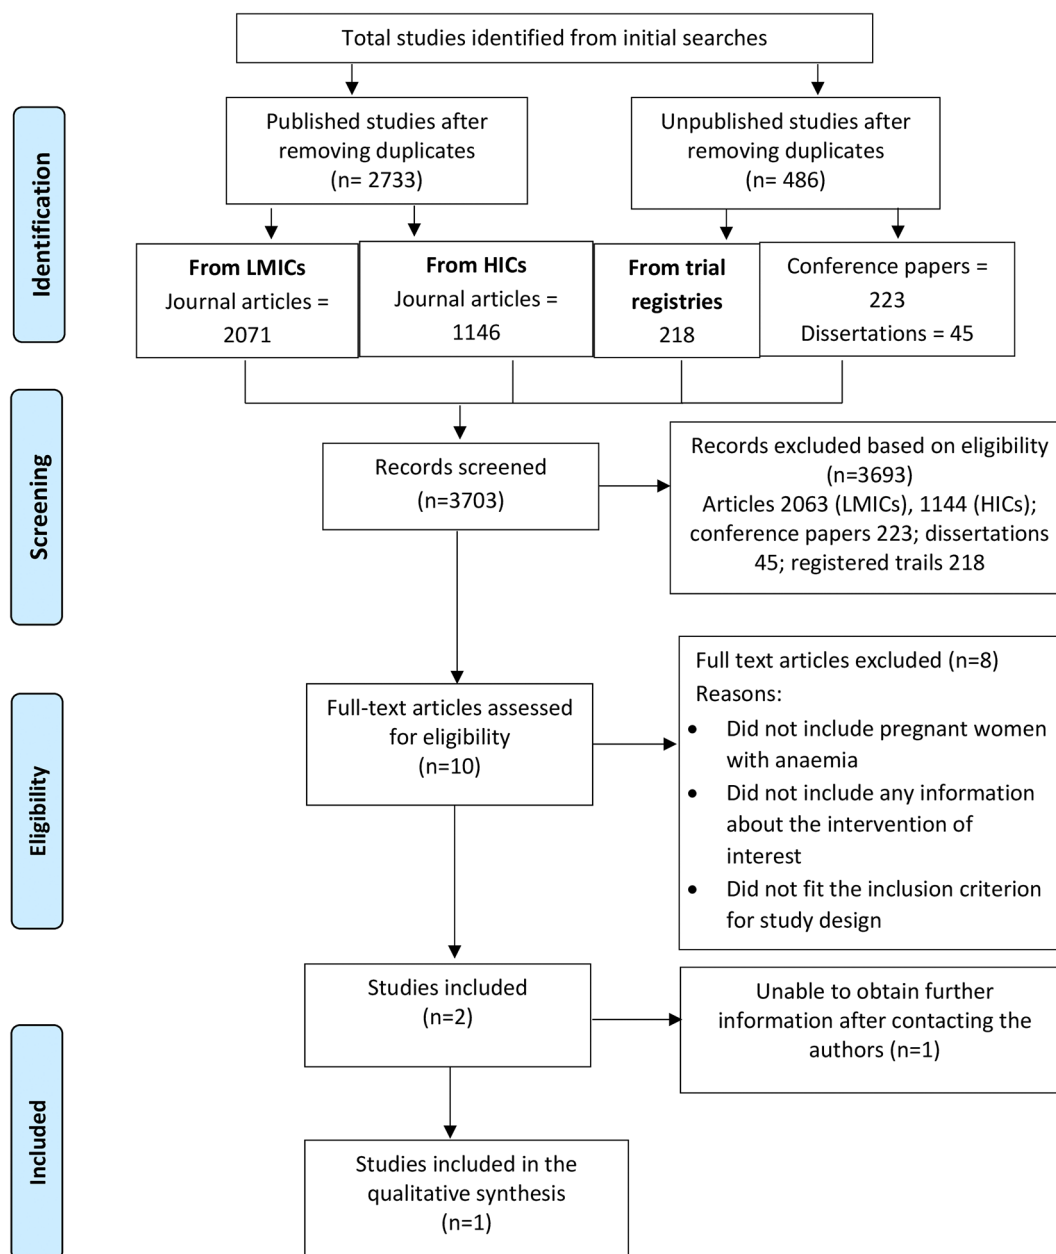 Total studies identified from initial searches
Identification
Published studies after
removing duplicates
(n= 2733)
Unpublished studies after
removing duplicates
(n= 486)
From LMICs
Journal articles =
2071
From HICs
Journal articles =
1146
From trial
registries
218
Conference papers =
223
Dissertations = 45
Screening
Records screened
(n=3703)
Records excluded based on eligibility
(n=3693)
Articles 2063 (LMICs), 1144 (HICs);
conference papers 223; dissertations
45; registered trails 218
Eligibility
Full-text articles assessed
for eligibility
(n=10)
Full text articles excluded (n=8)
Reasons:
• Did not include pregnant women
with anaemia
• Did not include any information
about the intervention of
interest
• Did not fit the inclusion criterion
for study design
Included
Studies included
(n=2)
Unable to obtain further
information after contacting the
authors (n=1)
Studies included in the
qualitative synthesis
(n=1)